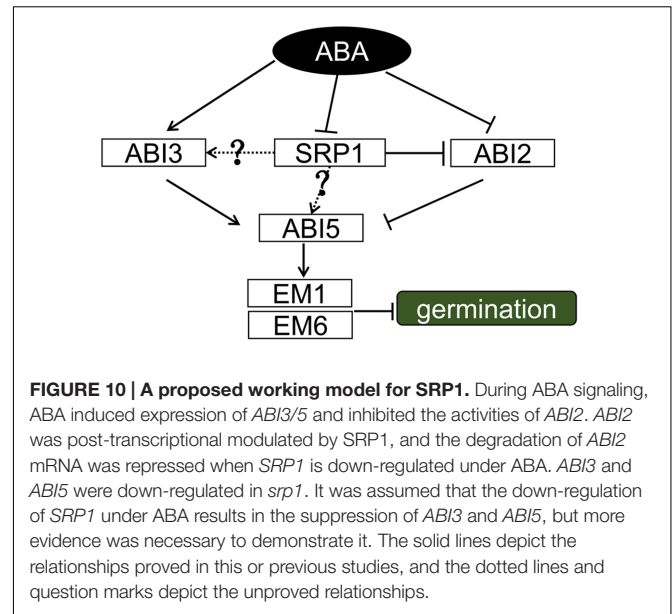 ABA
?
ABI3 SRP1 ABI2
?
ABI5
EM1
EM6
germination
FIGURE 10 | A proposed working model for SRP1. During ABA signaling,
ABA induced expression of ABI3/5 and inhibited the activities of ABI2. ABI2
was post-transcriptional modulated by SRP1, and the degradation of ABI2
mRNA was repressed when SRP1 is down-regulated under ABA. ABI3 and
ABI5 were down-regulated in srp1. It was assumed that the down-regulation
of SRP1 under ABA results in the suppression of ABI3 and ABI5, but more
evidence was necessary to demonstrate it. The solid lines depict the
relationships proved in this or previous studies, and the dotted lines and
question marks depict the unproved relationships.